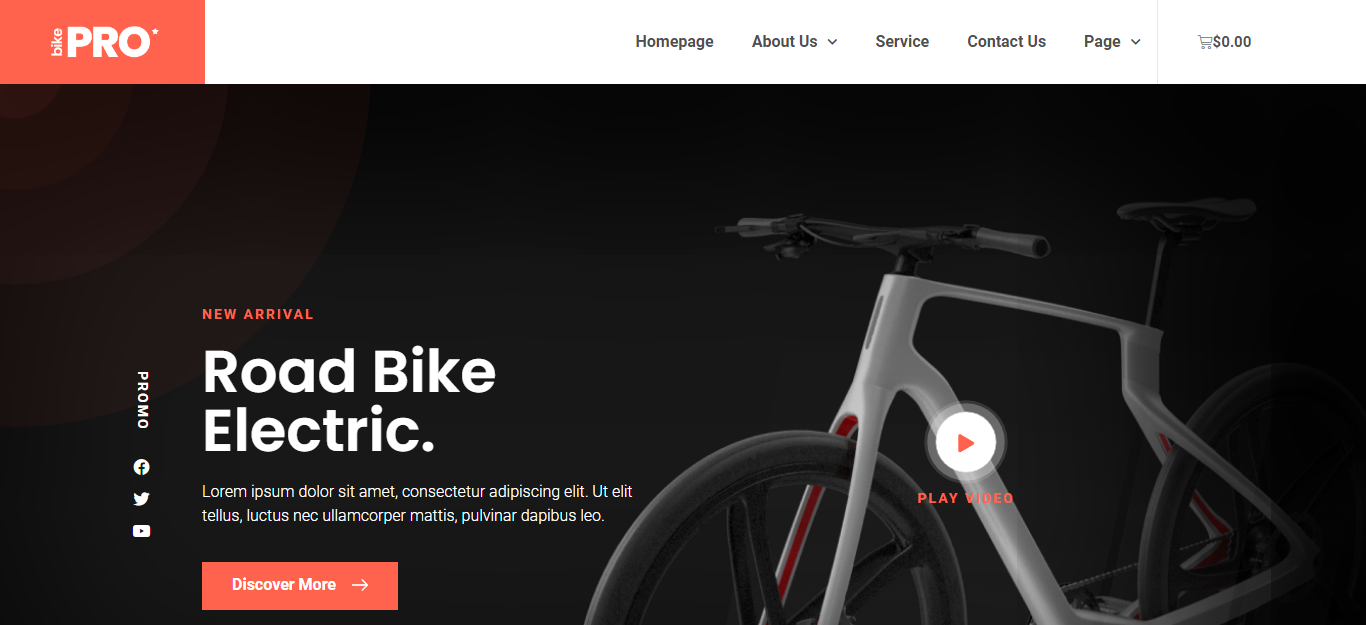 bike PRO
Homepage About Us Service Contact Us Page $0.00
NEW ARRIVAL
Road Bike
Electric.
PROMO
Lorem ipsum dolor sit amet, consectetur adipiscing elit. Ut elit
tellus, luctus nec ullamcorper mattis, pulvinar dapibus leo.
PLAY VIDEO
Discover More